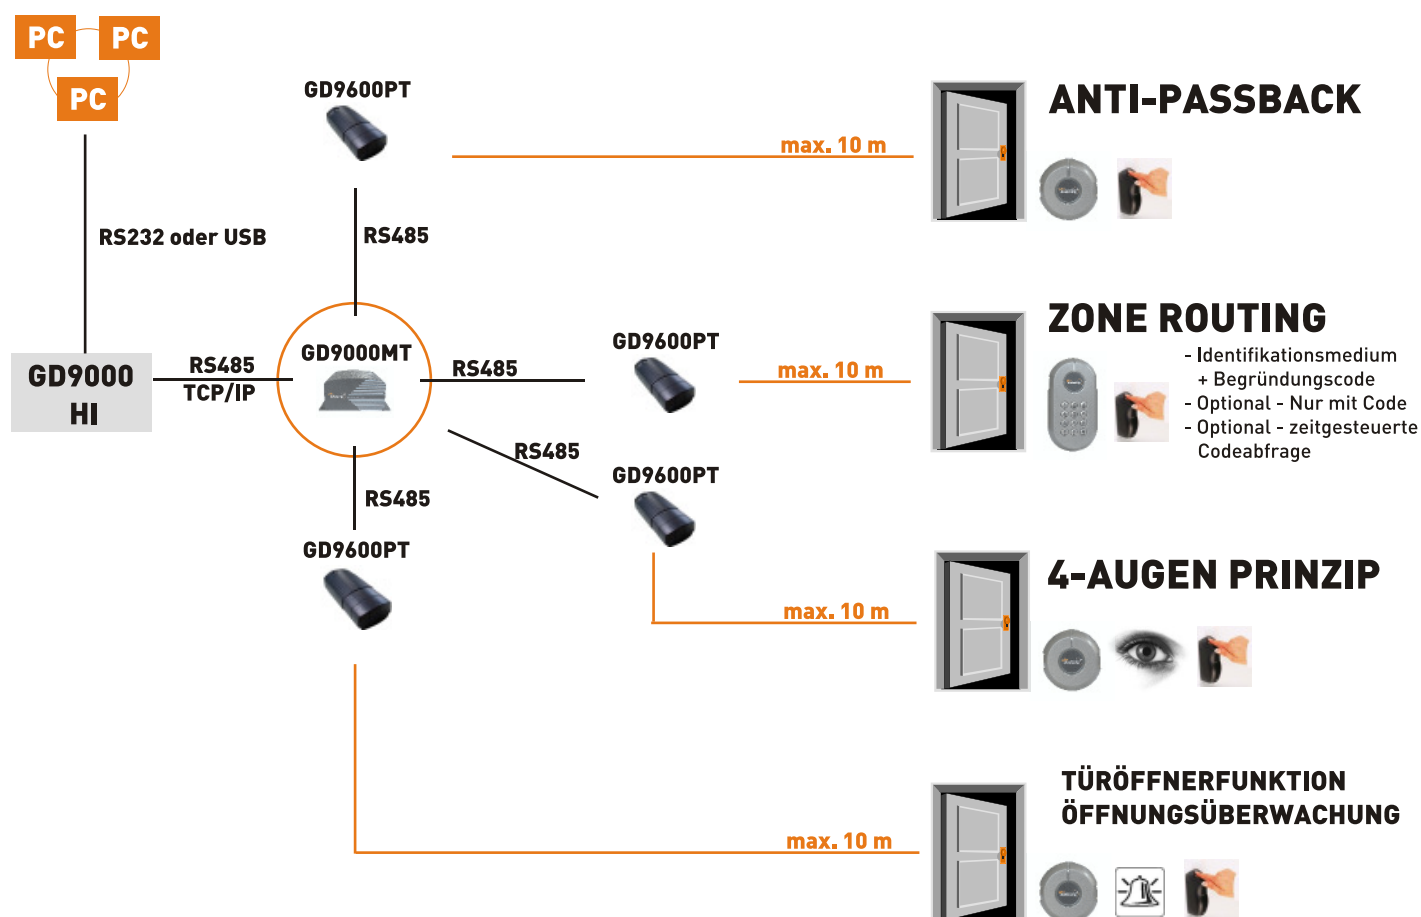 PC PC
PC
RS232 oder USB
GD9000
HI
RS485
TCP/IP
GD9000MT
GD9600PT
RS485
max. 10 m
ANTI-PASSBACK
RS485
GD9600PT
max. 10 m
ZONE ROUTING
- Identifikationsmedium
+ Begründungscode
- Optional - Nur mit Code
- Optional - zeitgesteuerte
Codeabfrage
RS485
GD9600PT
max. 10 m
4-AUGEN PRINZIP
RS485
GD9600PT
max. 10 m
TÜRÖFFNERFUNKTION
ÖFFNUNGSÜBERWACHUNG